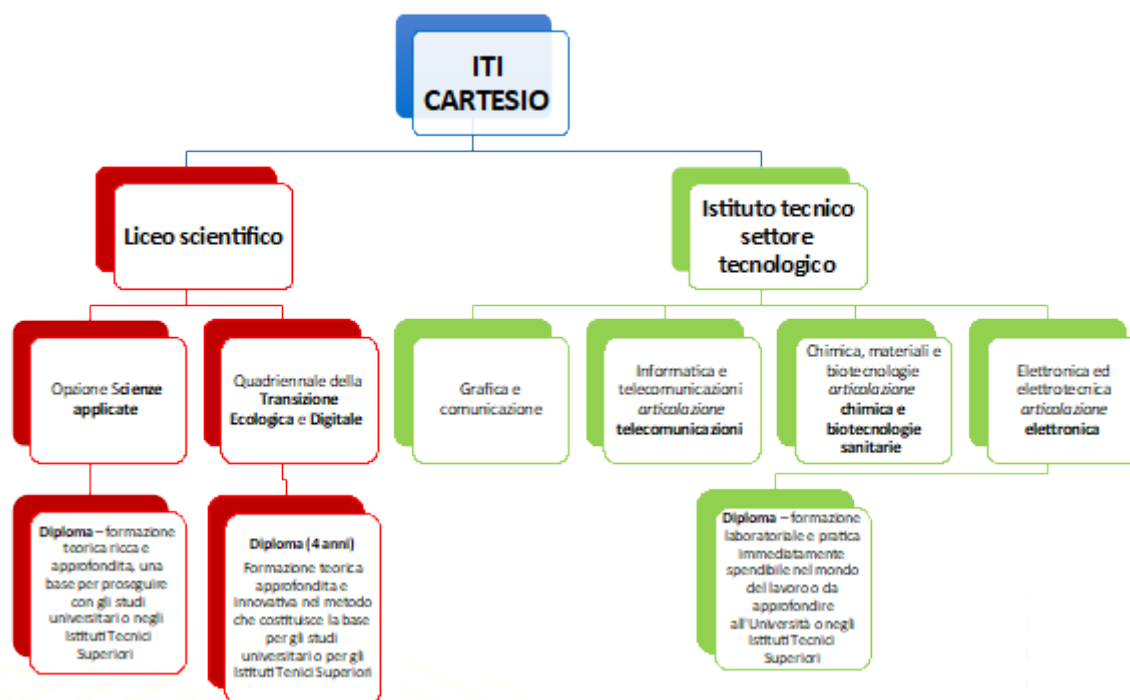 ITI
CARTESIO
Liceo scientifico
Istituto tecnico
settore
tecnologico
Opzione Scienze
applicate
Quadriennale della
Transizione
Ecologica e Digitale
Grafica e
comunicazione
Informatica e
telecomunicazioni
articolazione
telecomunicazioni
Chimica, materiali e
biotecnologie
articolazione
chimica e
biotecnologie
sanitarie
Elettronica ed
elettrotecnica
articolazione
elettronica
Diploma – formazione
teorica ricca e
approfondita, una
base per proseguire
con gli studi
universitari o negli
Istituti Tecnici
Superiori
Diploma (4 anni)
Formazione teorica
approfondita e
innovativa nel metodo
che costituisce la base
per gli studi
universitari o per gli
Istituti Tenici Superiori
Diploma – formazione
laboratoriale e pratica
immediatamente
spendibile nel mondo
del lavoro o da
approfondire
all'Università o negli
Istituti Tecnici
Superiori